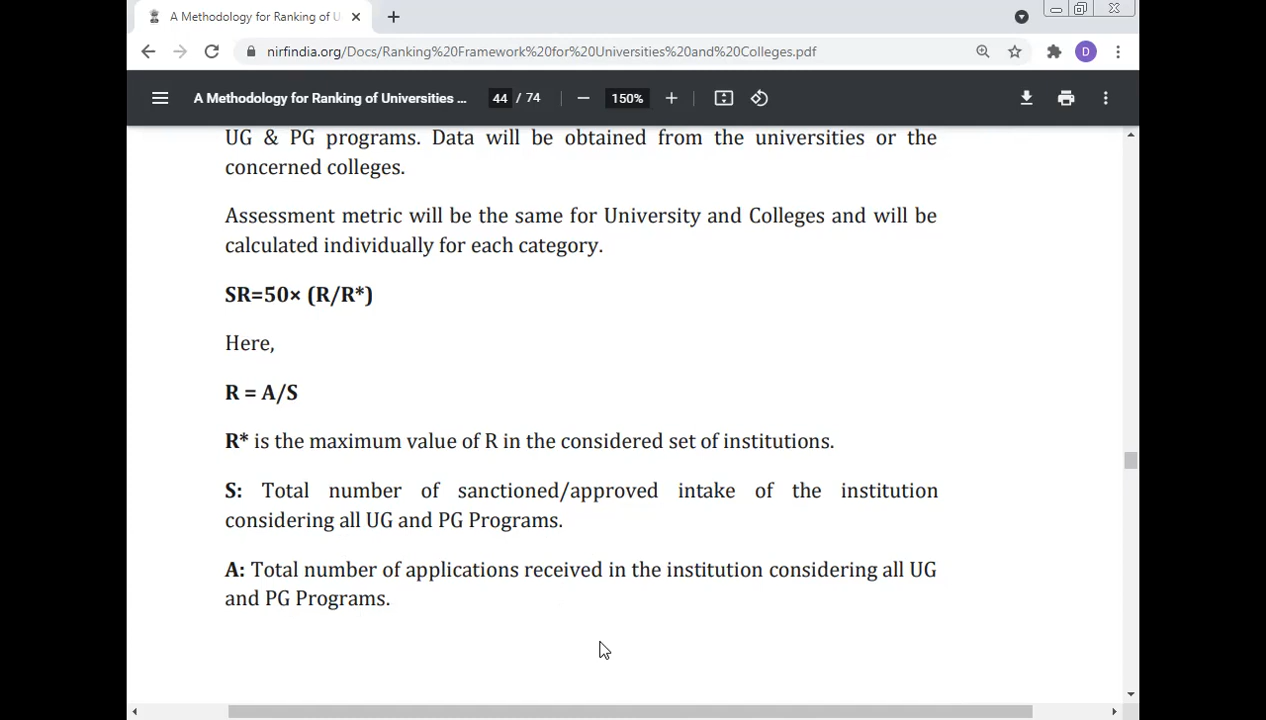 A Methodology for Ranking of U
nirfindia.org/Docs/Ranking%20Framework%20for%20Universities%20and%20Colleges.pdf
D
A Methodology for Ranking of Universities ...
44 / 74
150%
UG & PG programs. Data will be obtained from the universities or the
concerned colleges.
Assessment metric will be the same for University and Colleges and will be
calculated individually for each category.
SR=50× (R/R*)
Here,
R = A/S
R* is the maximum value of R in the considered set of institutions.
S: Total number of sanctioned/approved intake of the institution
considering all UG and PG Programs.
A: Total number of applications received in the institution considering all UG
and PG Programs.